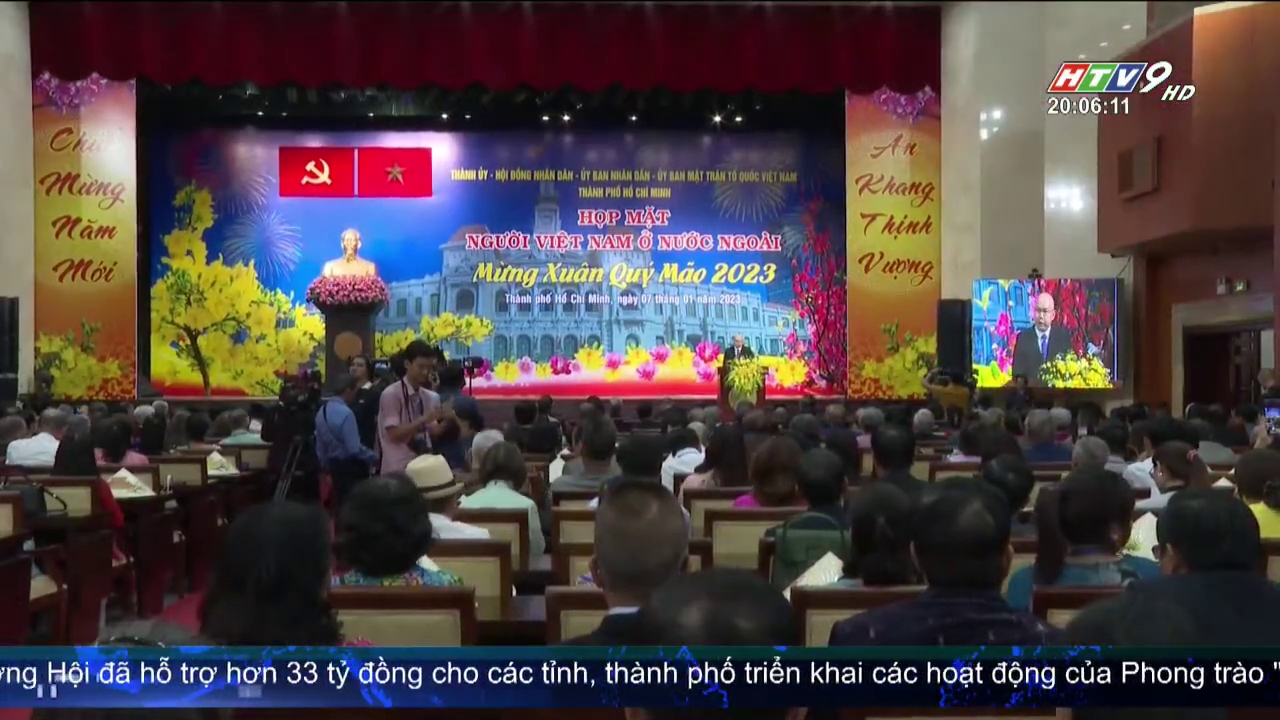 HTV9 HD
20:06:11
Chúc
Mừng
Năm
Mới
THÀNH ỦY - HỘI ĐỒNG NHÂN DÂN - ỦY BAN NHÂN DÂN - ỦY BAN MẶT TRẬN TỔ QUỐC VIỆT NAM
THÀNH PHỐ HỒ CHÍ MINH
HỌP MẶT
NGƯỜI VIỆT NAM Ở NƯỚC NGOÀI
Mừng Xuân Quý Mão 2023
Thành phố Hồ Chí Minh, ngày 07 tháng 01 năm 2023
An
Khang
Thịnh
Vượng
ơng Hội đã hỗ trợ hơn 33 tỷ đồng cho các tỉnh, thành phố triển khai các hoạt động của Phong trào "